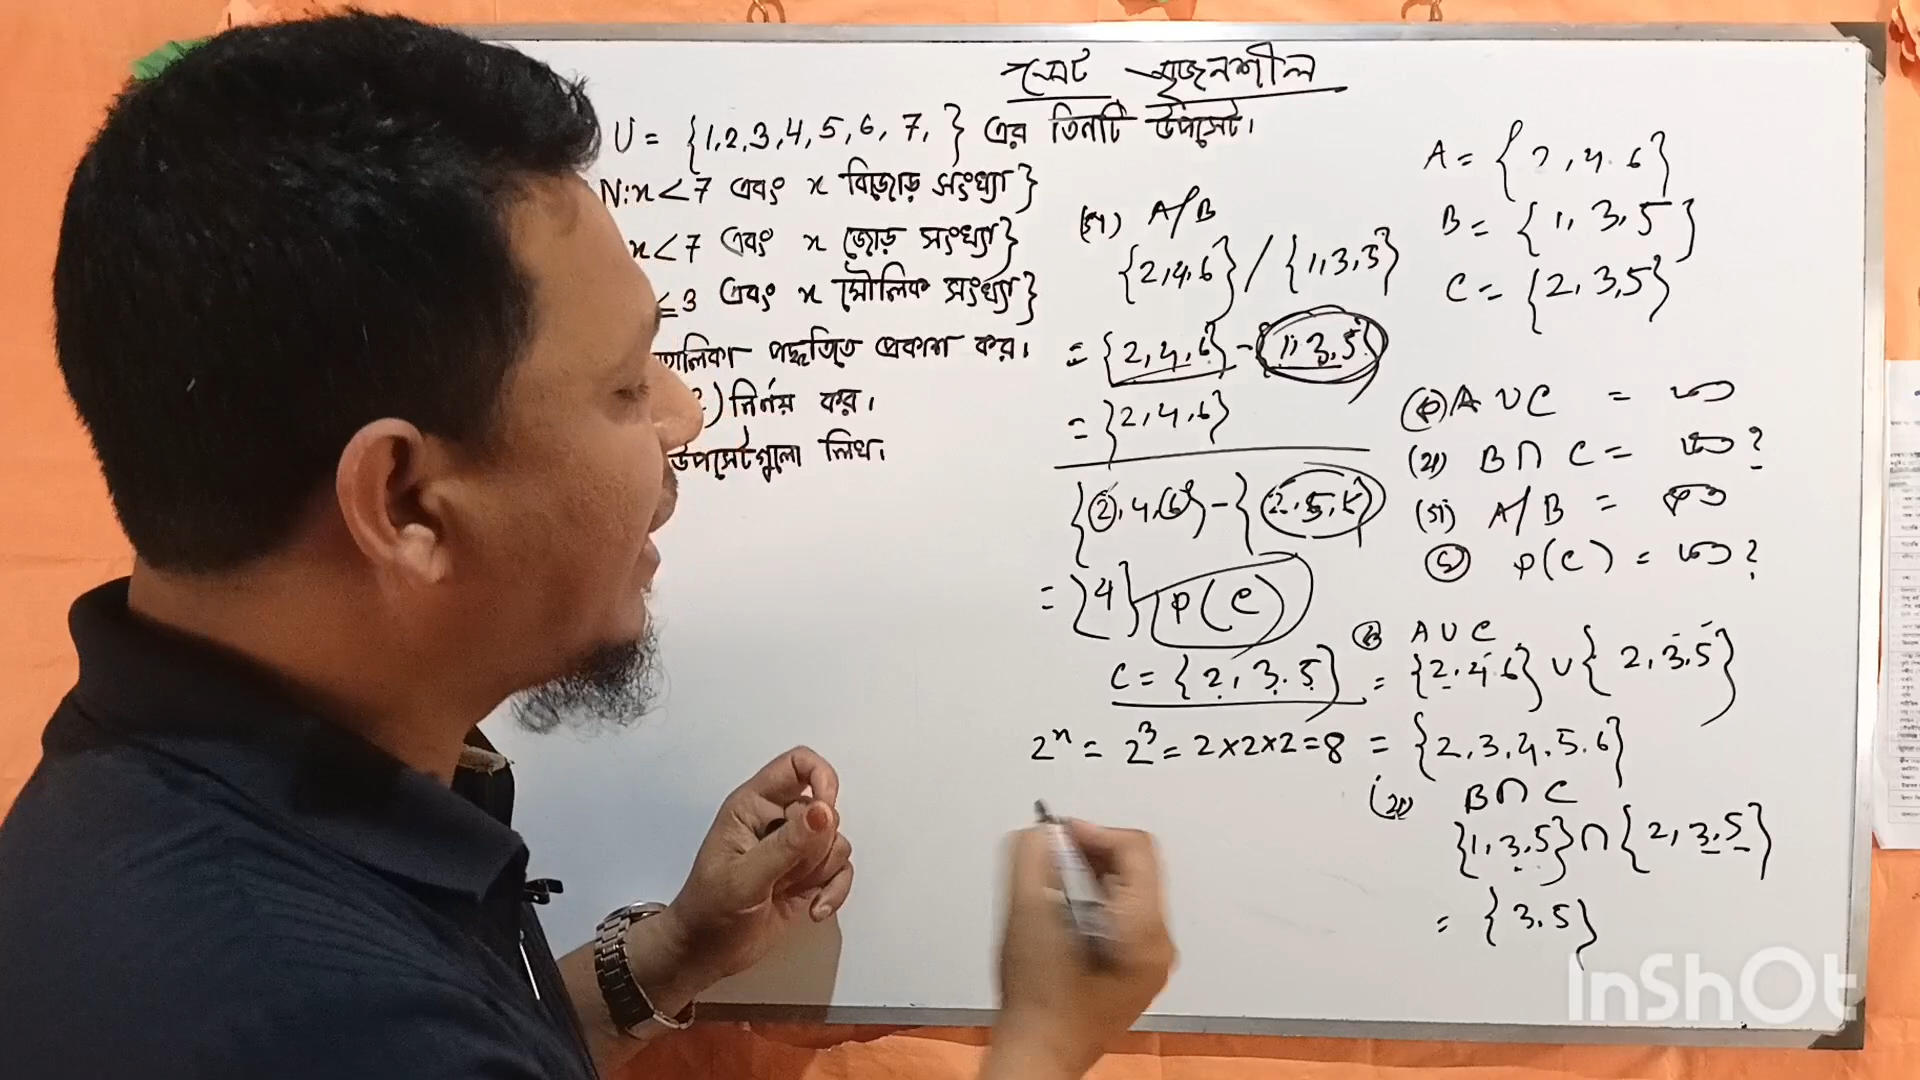 সেট সৃজনশীল
U = {1,2,3,4,5,6,7,} এর তিনটি উপসেট।
N:x<7 এবং x বিজোড় সংখ্যা}
x<7 এবং x জোড় সংখ্যা}
≤3 এবং x মৌলিক সংখ্যা}
তালিকা পদ্ধতিতে প্রকাশ কর।
) নির্ণয় কর।
উপসেটগুলো লিখ।
(গ) A/B
{2,4,6} / {1,3,5}
= {2,4,6} - {1,3,5}
= {2,4,6}
{2,4,6} - {2,5,
= {4}
P(C)
C = {2,3,5}
2ⁿ = 2³ = 2×2×2=8
A = {2,4,6}
B = {1,3,5}
C = {2,3,5}
(ক) A ∪ C = কত
(খ) B ∩ C = কত?
(গ) A/B = কত
P(C) = কত?
(ক) A ∪ C
= {2,4,6} ∪ {2,3,5}
= {2,3,4,5,6}
(খ) B ∩ C
{1,3,5} ∩ {2,3,5}
= {3,5}
InShOt